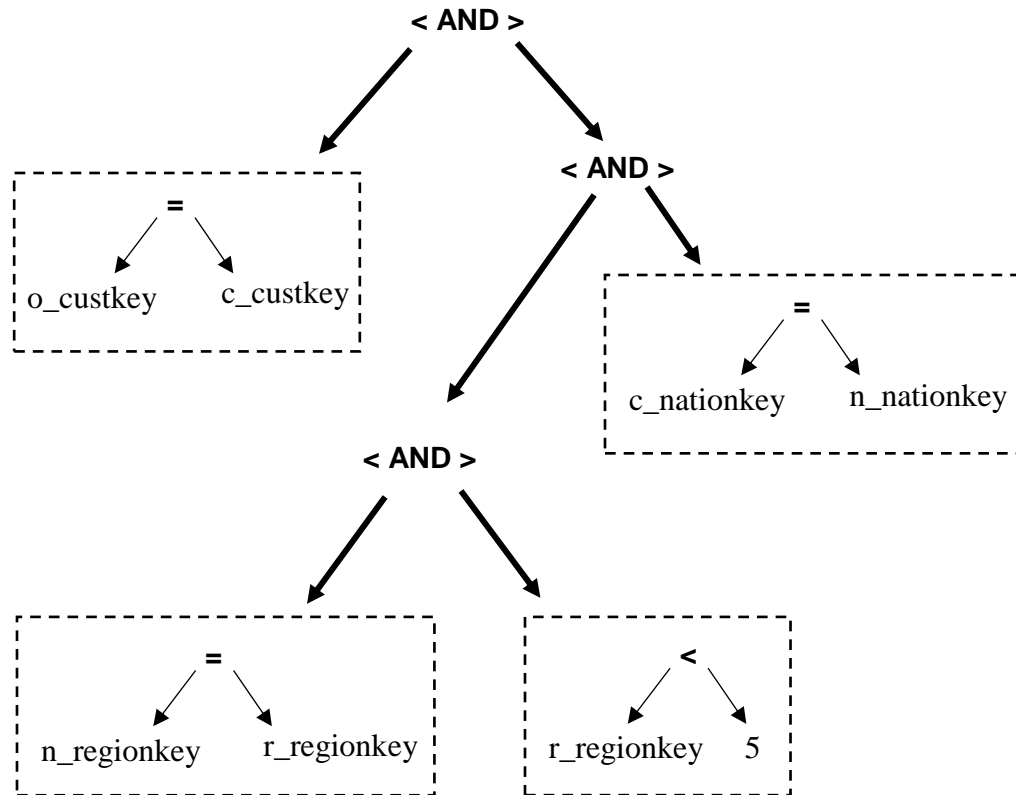 < AND >
< AND >
=
o_custkey c_custkey
=
c_nationkey n_nationkey
< AND >
=
n_regionkey r_regionkey
<
r_regionkey 5